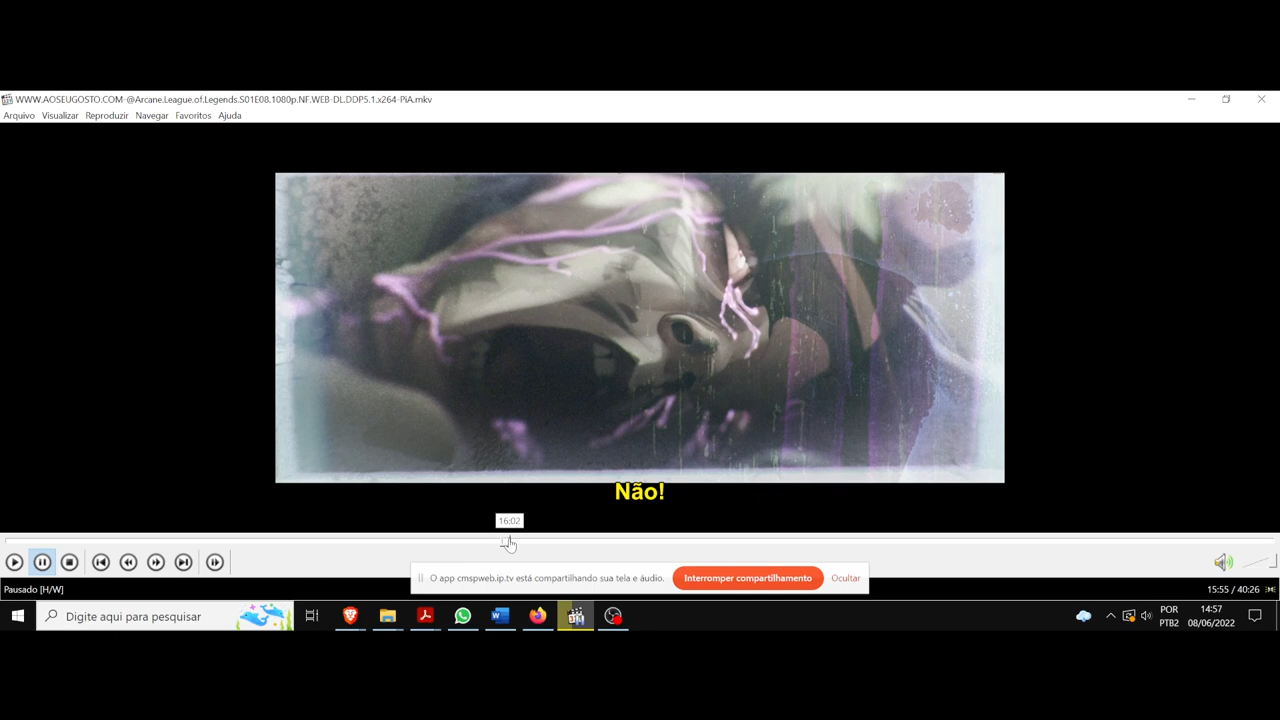 WWW.AOSEUGOSTO.COM-@Arcane.League.of.Legends.S01E08.1080p.NF.WEB-DL.DDP5.1.x264-PiA.mkv
Arquivo Visualizar Reproduzir Navegar Favoritos Ajuda
Não!
16:02
O app cmspweb.ip.tv está compartilhando sua tela e áudio. Interromper compartilhamento Ocultar
Pausado [H/W] 15:55 / 40:26
Digite aqui para pesquisar POR 14:57
PTB2 08/06/2022